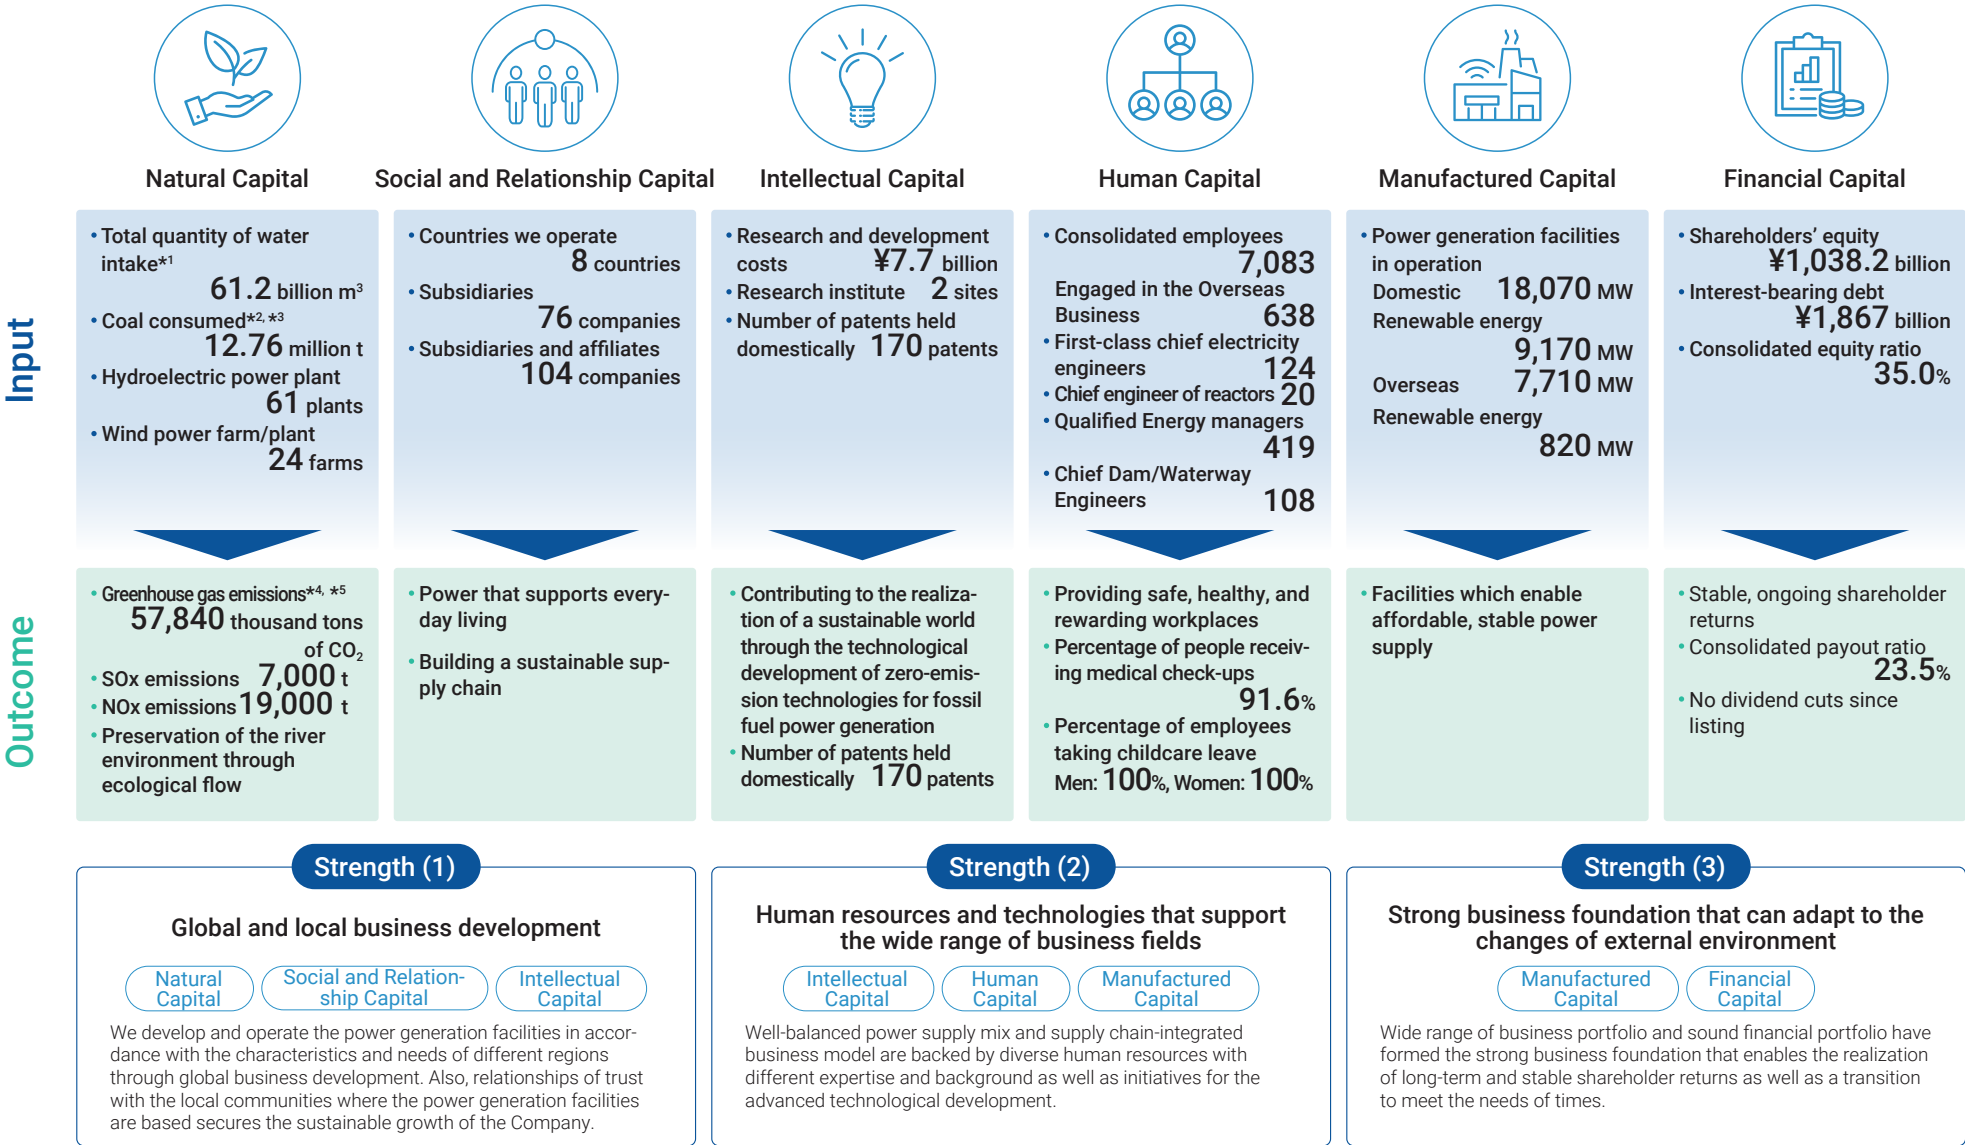 Natural Capital
Social and Relationship Capital
Intellectual Capital
Human Capital
Manufactured Capital
Financial Capital
Input
• Total quantity of water
intake*1
61.2 billion m3
• Coal consumed*2, *3
12.76 million t
• Hydroelectric power plant
61 plants
• Wind power farm/plant
24 farms
• Countries we operate
8 countries
• Subsidiaries
76 companies
• Subsidiaries and affiliates
104 companies
• Research and development
costs ¥7.7 billion
• Research institute 2 sites
• Number of patents held
domestically 170 patents
• Consolidated employees
7,083
Engaged in the Overseas
Business 638
• First-class chief electricity
engineers 124
• Chief engineer of reactors 20
• Qualified Energy managers
419
• Chief Dam/Waterway
Engineers 108
• Power generation facilities
in operation
Domestic 18,070 MW
Renewable energy
9,170 MW
Overseas 7,710 MW
Renewable energy
820 MW
• Shareholders’ equity
¥1,038.2 billion
• Interest-bearing debt
¥1,867 billion
• Consolidated equity ratio
35.0%
Outcome
• Greenhouse gas emissions*4, *5
57,840 thousand tons
of CO2
• SOx emissions 7,000 t
• NOx emissions 19,000 t
• Preservation of the river
environment through
ecological flow
• Power that supports every-
day living
• Building a sustainable sup-
ply chain
• Contributing to the realiza-
tion of a sustainable world
through the technological
development of zero-emis-
sion technologies for fossil
fuel power generation
• Number of patents held
domestically 170 patents
• Providing safe, healthy, and
rewarding workplaces
• Percentage of people receiv-
ing medical check-ups
91.6%
• Percentage of employees
taking childcare leave
Men: 100%, Women: 100%
• Facilities which enable
affordable, stable power
supply
• Stable, ongoing shareholder
returns
• Consolidated payout ratio
23.5%
• No dividend cuts since
listing
Strength (1)
Global and local business development
Natural
Capital
Social and Relation-
ship Capital
Intellectual
Capital
We develop and operate the power generation facilities in accor-
dance with the characteristics and needs of different regions
through global business development. Also, relationships of trust
with the local communities where the power generation facilities
are based secures the sustainable growth of the Company.
Strength (2)
Human resources and technologies that support
the wide range of business fields
Intellectual
Capital
Human
Capital
Manufactured
Capital
Well-balanced power supply mix and supply chain-integrated
business model are backed by diverse human resources with
different expertise and background as well as initiatives for the
advanced technological development.
Strength (3)
Strong business foundation that can adapt to the
changes of external environment
Manufactured
Capital
Financial
Capital
Wide range of business portfolio and sound financial portfolio have
formed the strong business foundation that enables the realization
of long-term and stable shareholder returns as well as a transition
to meet the needs of times.